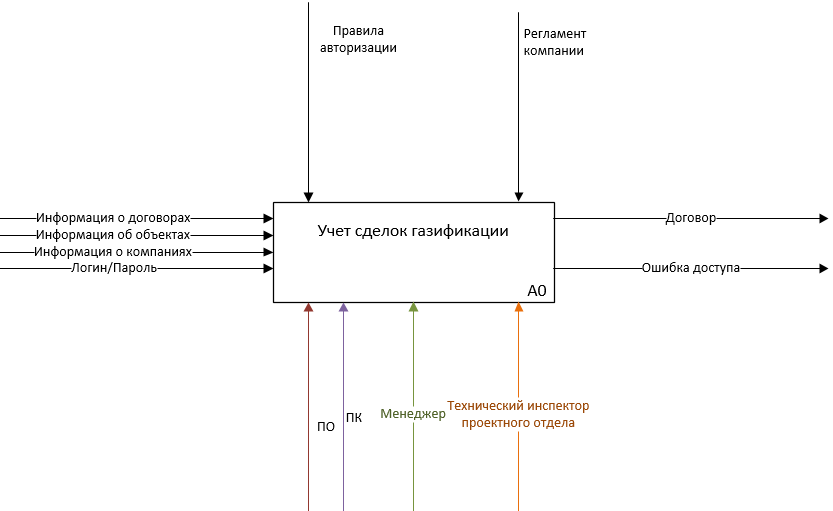 Правила
авторизации
Регламент
компании
Информация о договорах
Информация об объектах
Информация о компаниях
Логин/Пароль
Учет сделок газификации
A0
Договор
Ошибка доступа
ПО
ПК
Менеджер
Технический инспектор
проектного отдела